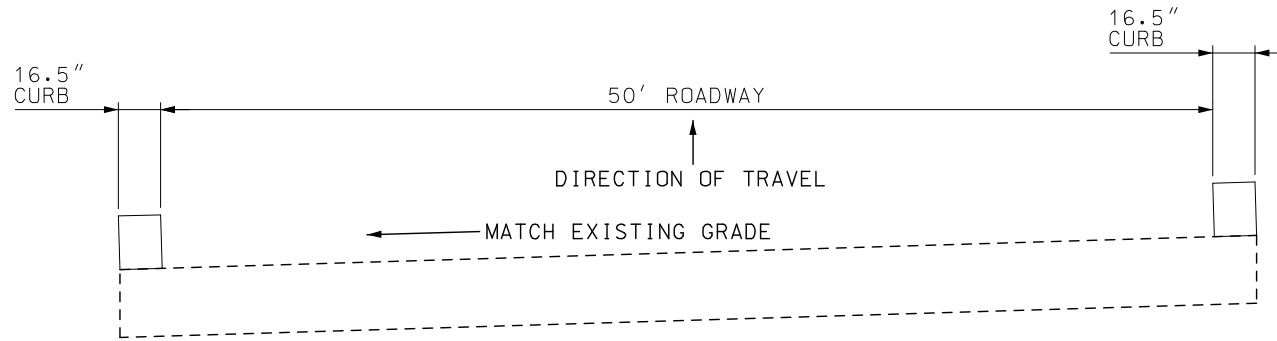 16.5"
CURB
16.5"
CURB
50' ROADWAY
DIRECTION OF TRAVEL
MATCH EXISTING GRADE